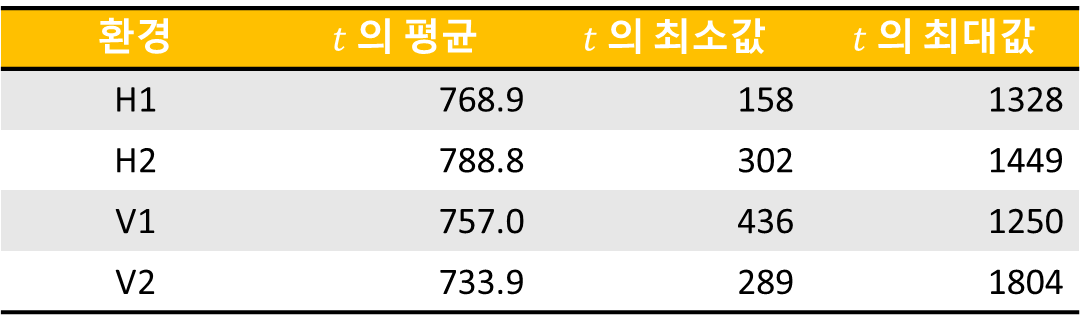 환경 t 의 평균 t 의 최소값 t 의 최대값
H1 768.9 158 1328
H2 788.8 302 1449
V1 757.0 436 1250
V2 733.9 289 1804